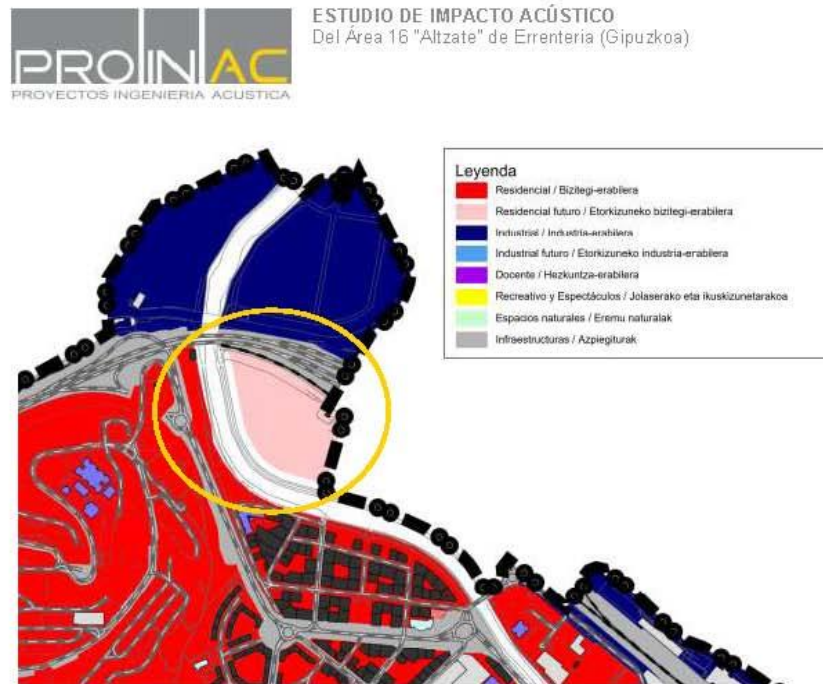 ESTUDIO DE IMPACTO ACÚSTICO
Del Área 16 "Altzate" de Errenteria (Gipuzkoa)
PROINAC
PROYECTOS INGENIERIA ACUSTICA
Leyenda
Residencial / Bizitegi-erabilera
Residencial futuro / Etorkizuneko bizitegi-erabilera
Industrial / Industria-erabilera
Industrial futuro / Etorkizuneko industria-erabilera
Docente / Hezkuntza-erabilera
Recreativo y Espectáculos / Jolaserako eta ikuskizunetarakoa
Espacios naturales / Eremu naturalak
Infraestructuras / Azpiegiturak